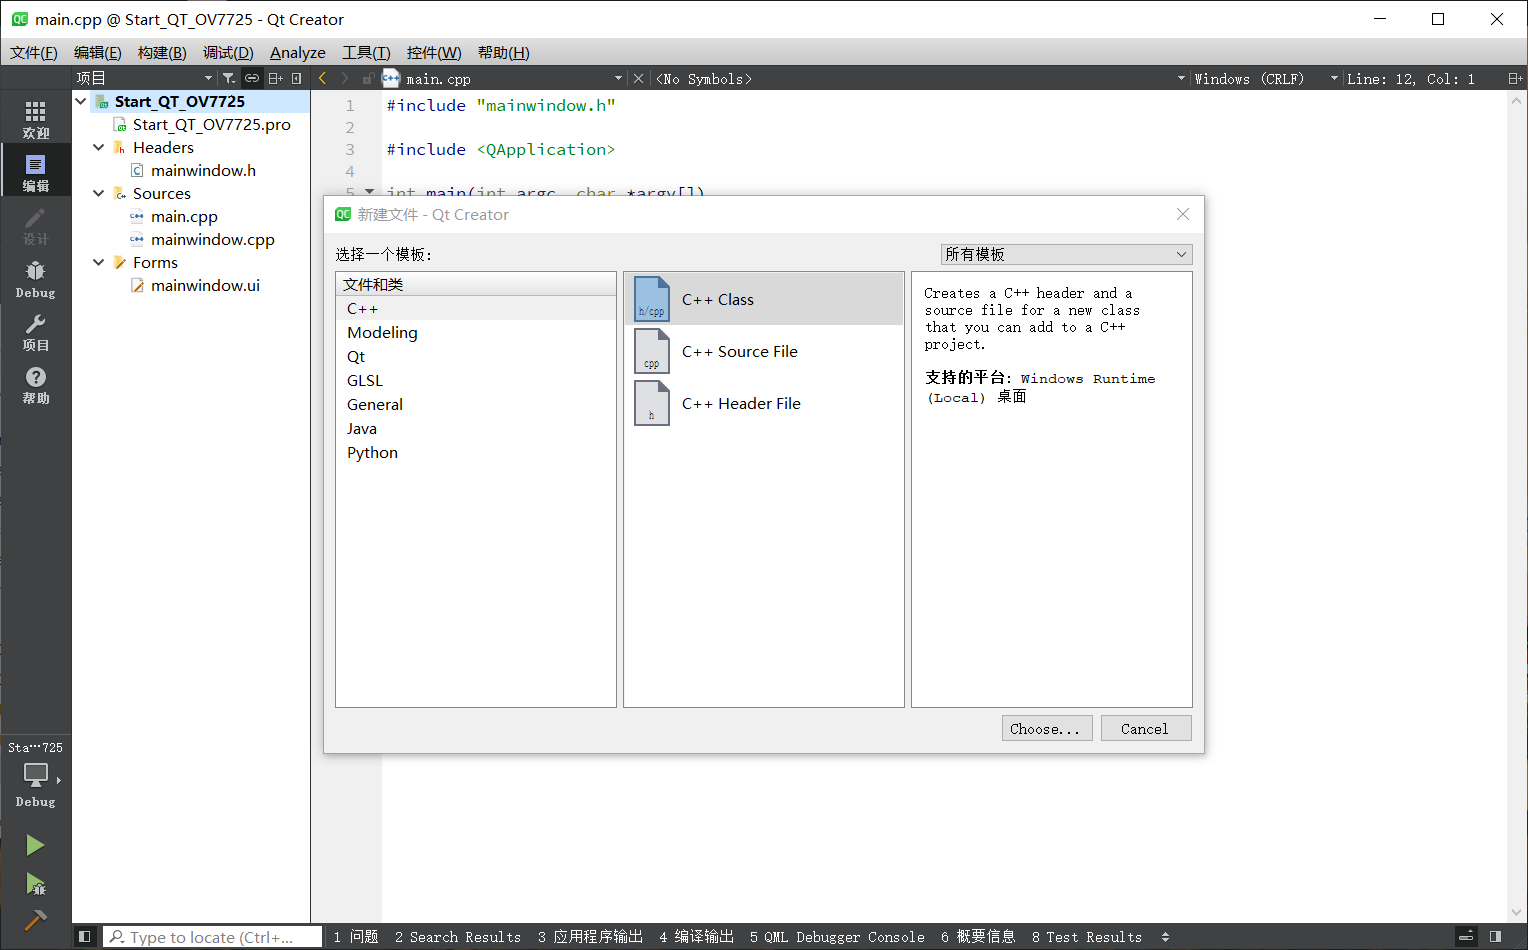 main.cpp @ Start_QT_OV7725 - Qt Creator
文件(F) 编辑(E) 构建(B) 调试(D) Analyze 工具(T) 控件(W) 帮助(H)
项目
main.cpp
<No Symbols>
Windows (CRLF)
Line: 12, Col: 1
欢迎
编辑
设计
Debug
项目
帮助
Sta···725
Debug
Start_QT_OV7725
Start_QT_OV7725.pro
Headers
mainwindow.h
Sources
main.cpp
mainwindow.cpp
Forms
mainwindow.ui
1 #include "mainwindow.h"
2
3 #include <QApplication>
4
5 int main(int argc, char *argv[])
新建文件 - Qt Creator
选择一个模板:
所有模板
文件和类
C++
Modeling
Qt
GLSL
General
Java
Python
h/cpp C++ Class
cpp C++ Source File
h C++ Header File
Creates a C++ header and a
source file for a new class
that you can add to a C++
project.
支持的平台: Windows Runtime
(Local) 桌面
Choose...
Cancel
Type to locate (Ctrl+...
1 问题 2 Search Results 3 应用程序输出 4 编译输出 5 QML Debugger Console 6 概要信息 8 Test Results